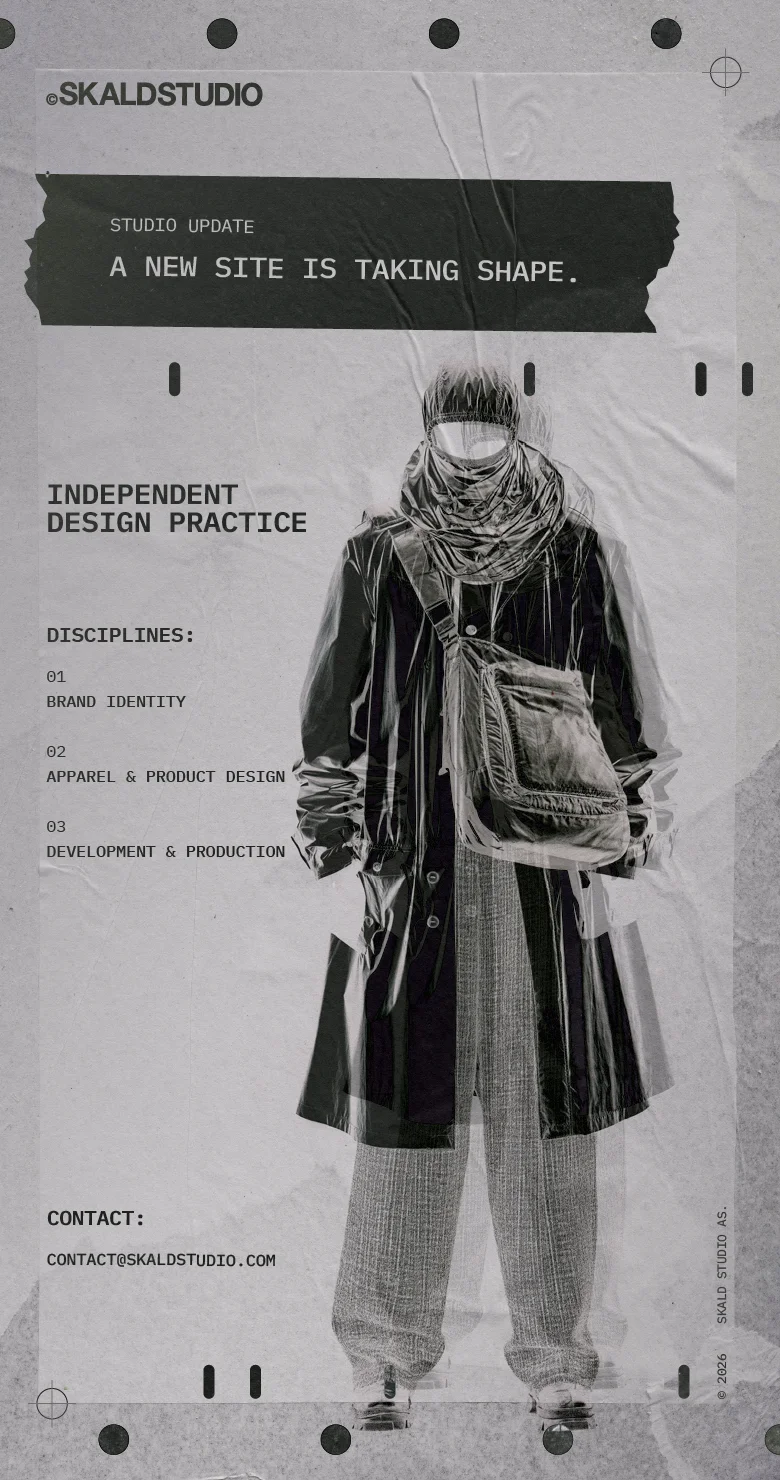 ©SKALDSTUDIO
STUDIO UPDATE
A NEW SITE IS TAKING SHAPE.
INDEPENDENT
DESIGN PRACTICE
DISCIPLINES:
01
BRAND IDENTITY
02
APPAREL & PRODUCT DESIGN
03
DEVELOPMENT & PRODUCTION
CONTACT:
CONTACT@SKALDSTUDIO.COM
© 2026 SKALD STUDIO AS.